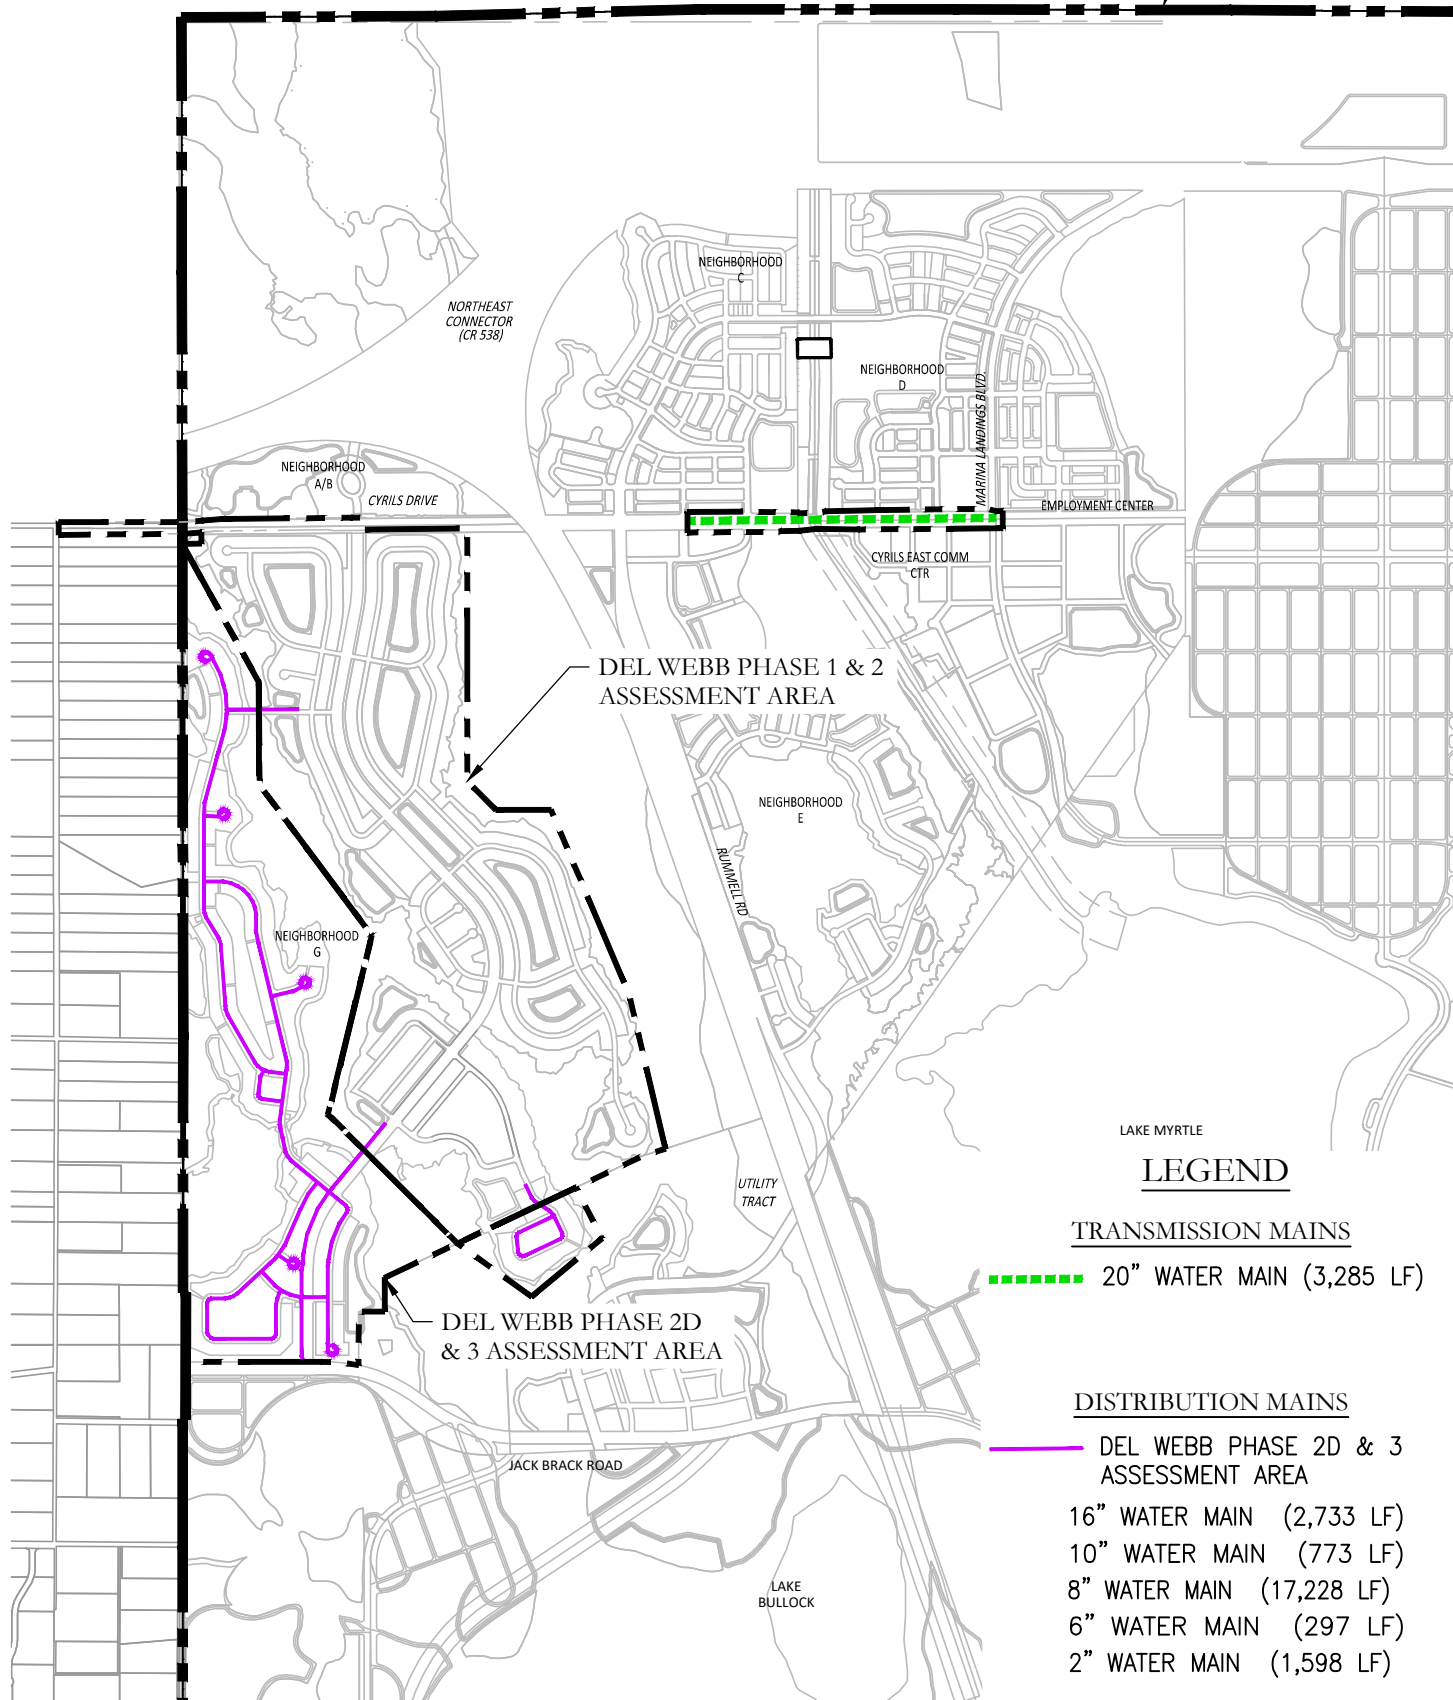 NEIGHBORHOOD
C
NORTHEAST
CONNECTOR
(CR 538)
NEIGHBORHOOD
D
MARINA LANDINGS BLVD.
NEIGHBORHOOD
A/B
CYRILS DRIVE
EMPLOYMENT CENTER
CYRILS EAST COMM
CTR
DEL WEBB PHASE 1 & 2
ASSESSMENT AREA
NEIGHBORHOOD
E
RUMMELL RD
NEIGHBORHOOD
G
LAKE MYRTLE
UTILITY
TRACT
DEL WEBB PHASE 2D
& 3 ASSESSMENT AREA
JACK BRACK ROAD
LAKE
BULLOCK
LEGEND
TRANSMISSION MAINS
20” WATER MAIN (3,285 LF)
DISTRIBUTION MAINS
DEL WEBB PHASE 2D & 3
ASSESSMENT AREA
16” WATER MAIN (2,733 LF)
10” WATER MAIN (773 LF)
8” WATER MAIN (17,228 LF)
6” WATER MAIN (297 LF)
2” WATER MAIN (1,598 LF)